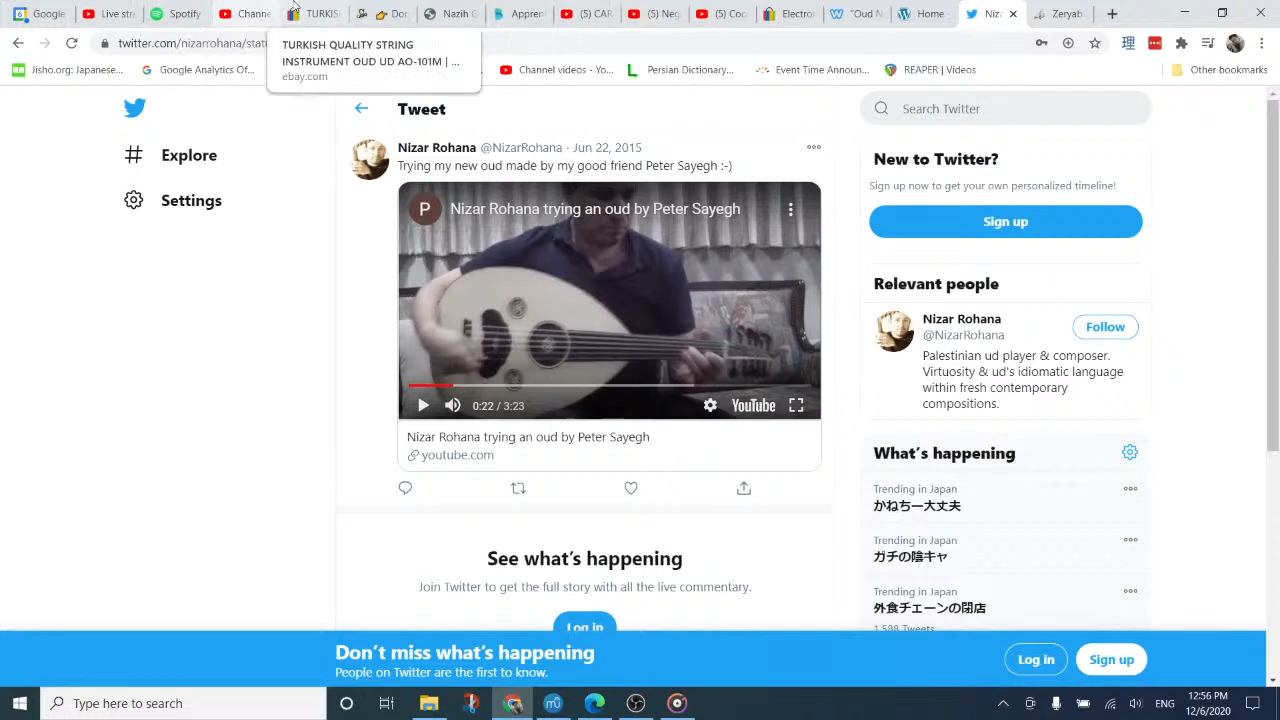 Google
Live stre
Spoti
Channe
TURKIS
Dor
Nazih G
Appren
(5) CAR
(5) Neg
(5) Coc
Electro
"Oud W
Home
Niz
Zeryab
twitter.com/nizarrohana/stat
TURKISH QUALITY STRING
INSTRUMENT OUD UD AO-101M | ...
ebay.com
Jisho.org: Japanese...
Google Analytics Of...
Channel videos - Yo...
Persian Dictionary...
Event Time Announ...
REAPER | Videos
Other bookmarks
Tweet
Search Twitter
Explore
Settings
Nizar Rohana @NizarRohana · Jun 22, 2015
Trying my new oud made by my good friend Peter Sayegh :-)
P
Nizar Rohana trying an oud by Peter Sayegh
0:22 / 3:23
YouTube
Nizar Rohana trying an oud by Peter Sayegh
youtube.com
See what's happening
Join Twitter to get the full story with all the live commentary.
Log in
New to Twitter?
Sign up now to get your own personalized timeline!
Sign up
Relevant people
Nizar Rohana
@NizarRohana
Follow
Palestinian ud player & composer.
Virtuosity & ud's idiomatic language
within fresh contemporary
compositions.
What's happening
Trending in Japan
かねちー大丈夫
Trending in Japan
ガチの陰キャ
Trending in Japan
外食チェーンの閉店
1,588 Tweets
Don't miss what's happening
People on Twitter are the first to know.
Log in
Sign up
Type here to search
ENG
12:56 PM
12/6/2020